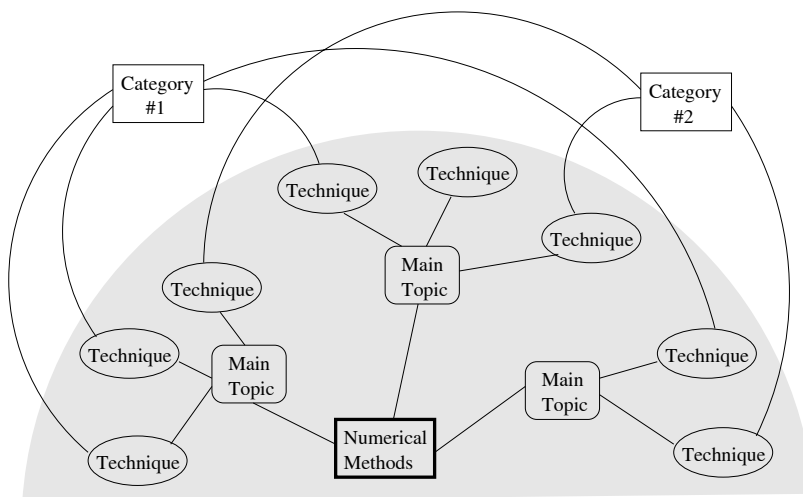 Category
#1
Category
#2
Technique
Technique
Technique
Main
Topic
Technique
Technique
Main
Topic
Technique
Main
Topic
Technique
Numerical
Methods
Technique
Technique